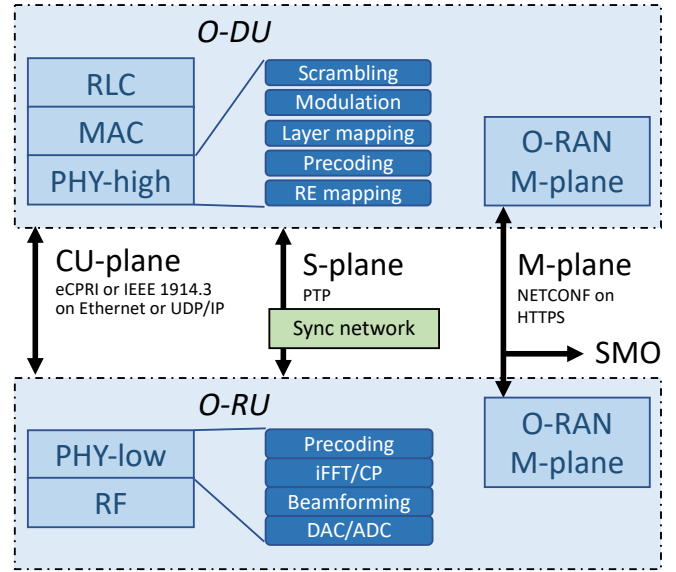 O-DU
RLC
MAC
PHY-high
Scrambling
Modulation
Layer mapping
Precoding
RE mapping
O-RAN
M-plane
CU-plane
eCPRI or IEEE 1914.3
on Ethernet or UDP/IP
S-plane
PTP
Sync network
M-plane
NETCONF on
HTTPS
SMO
O-RU
PHY-low
RF
Precoding
iFFT/CP
Beamforming
DAC/ADC
O-RAN
M-plane